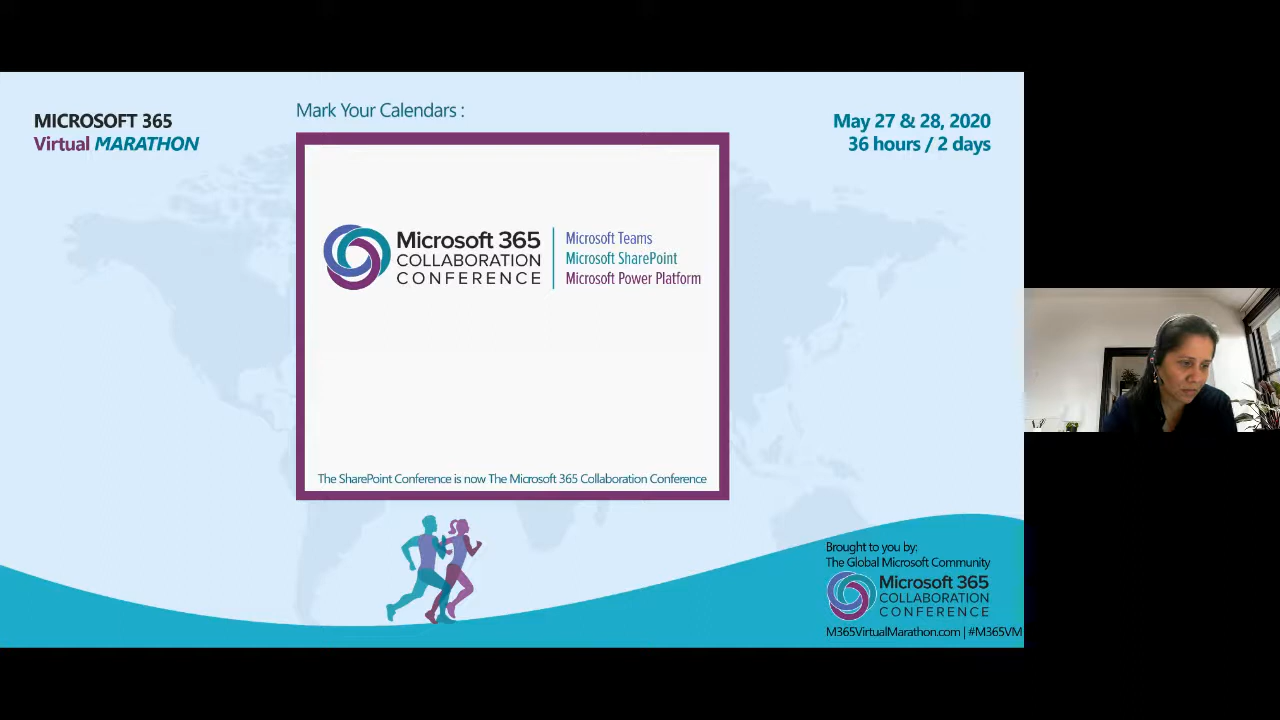 MICROSOFT 365
Virtual MARATHON
Mark Your Calendars :
May 27 & 28, 2020
36 hours / 2 days
Microsoft 365
COLLABORATION
CONFERENCE
Microsoft Teams
Microsoft SharePoint
Microsoft Power Platform
The SharePoint Conference is now The Microsoft 365 Collaboration Conference
Brought to you by:
The Global Microsoft Community
Microsoft 365
COLLABORATION
CONFERENCE
M365VirtualMarathon.com | #M365VM